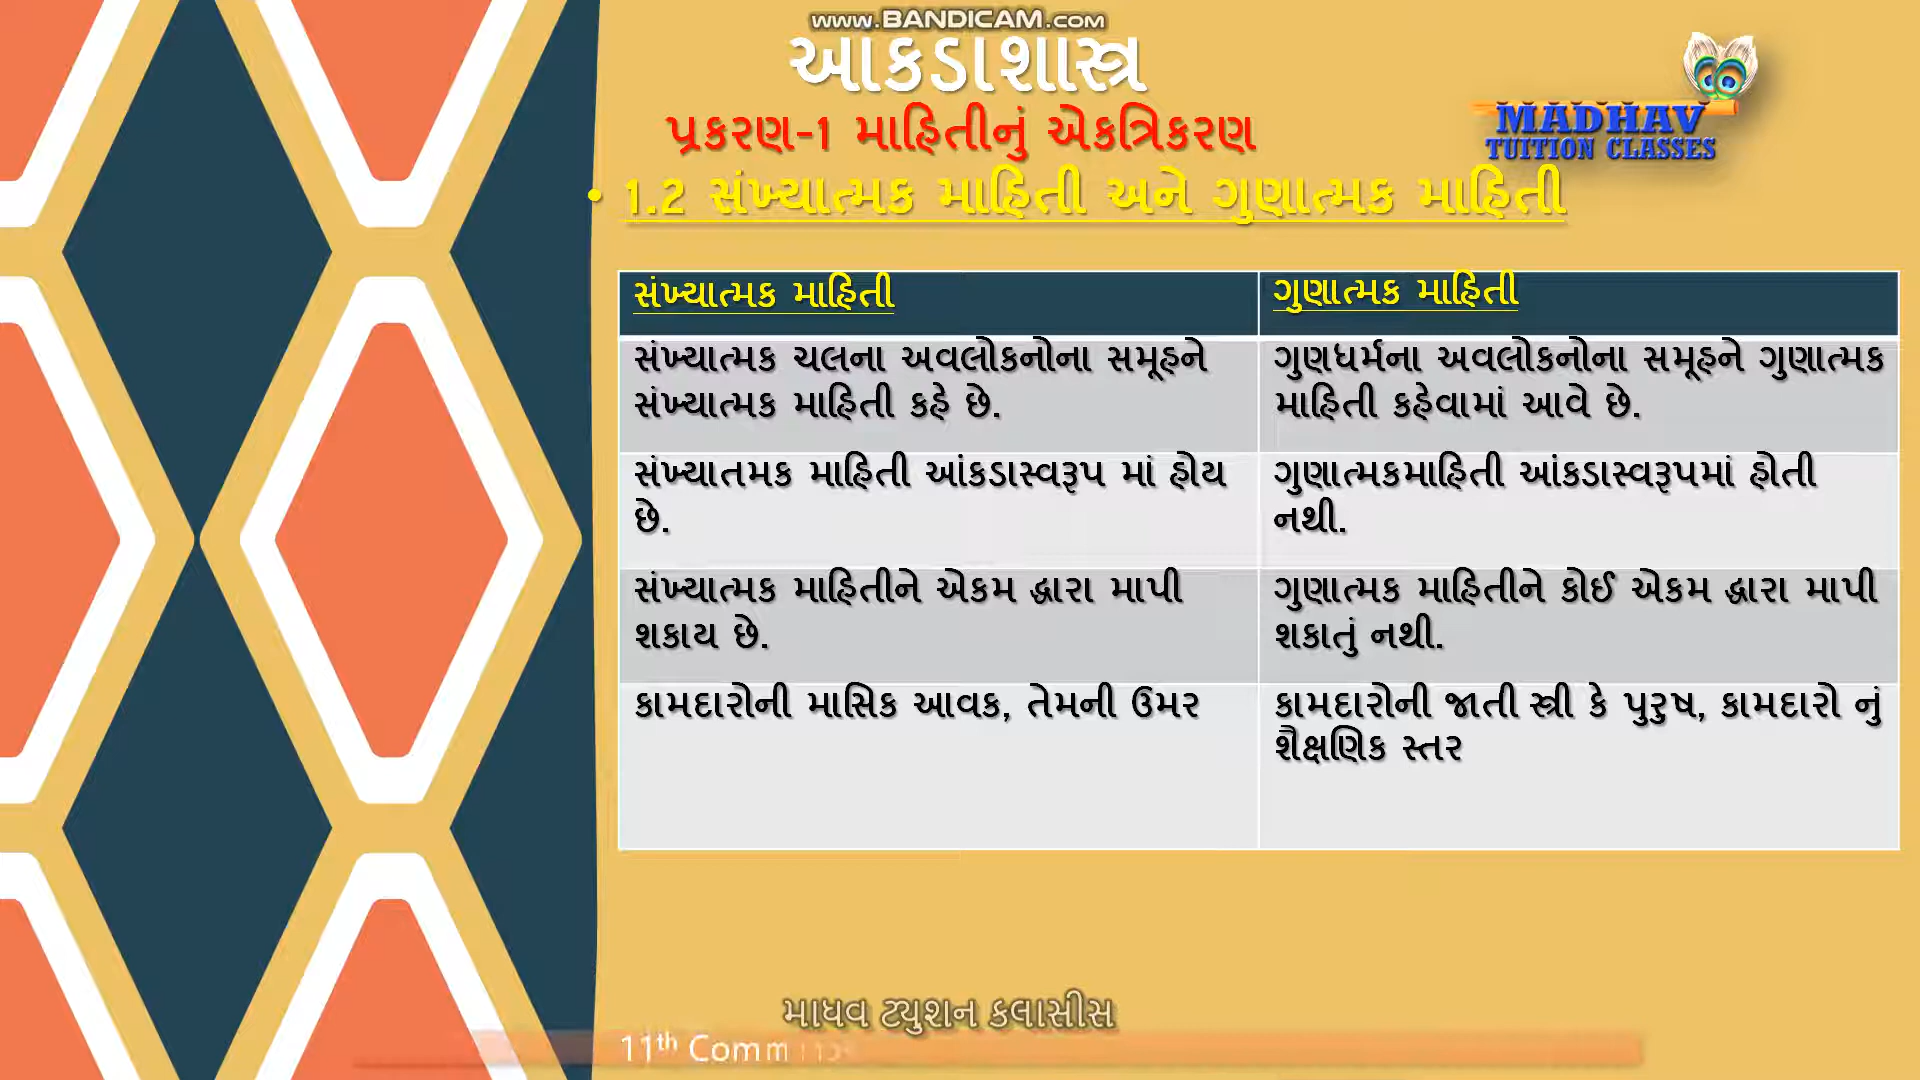 www.BANDICAM.com
આકડાશાસ્ત્ર
પ્રકરણ-1 માહિતીનું એકત્રિકરણ
MADHAV
TUITION CLASSES
• 1.2 સંખ્યાત્મક માહિતી અને ગુણાત્મક માહિતી
સંખ્યાત્મક માહિતી
ગુણાત્મક માહિતી
સંખ્યાત્મક ચલના અવલોકનોના સમૂહને
સંખ્યાત્મક માહિતી કહે છે.
ગુણધર્મના અવલોકનોના સમૂહને ગુણાત્મક
માહિતી કહેવામાં આવે છે.
સંખ્યાતમક માહિતી આંકડાસ્વરૂપ માં હોય
છે.
ગુણાત્મકમાહિતી આંકડાસ્વરૂપમાં હોતી
નથી.
સંખ્યાત્મક માહિતીને એકમ દ્વારા માપી
શકાય છે.
ગુણાત્મક માહિતીને કોઈ એકમ દ્વારા માપી
શકાતું નથી.
કામદારોની માસિક આવક, તેમની ઉંમર
કામદારોની જાતી સ્ત્રી કે પુરુષ, કામદારો નું
શૈક્ષણિક સ્તર
માધવ ટ્યુશન કલાસીસ
11th